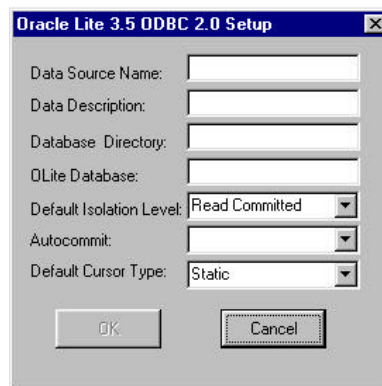 Oracle Lite 3.5 ODBC 2.0 Setup
Data Source Name:
Data Description:
Database Directory:
OLite Database:
Default Isolation Level: Read Committed
Autocommit:
Default Cursor Type: Static
OK Cancel